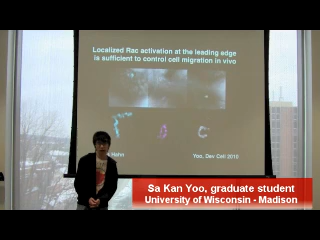 Localized Rac activation at the leading edge
is sufficient to control cell migration in vivo
Hahn
Yoo, Dev Cell 2010
Sa Kan Yoo, graduate student
University of Wisconsin - Madison